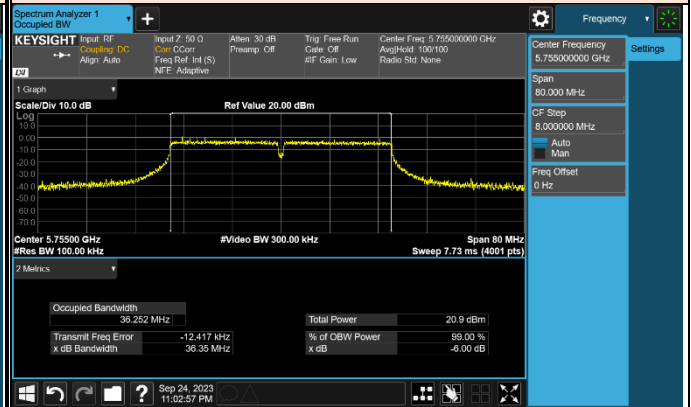 Spectrum Analyzer 1
Occupied BW
+
Frequency
KEYSIGHT
Input: RF
Coupling: DC
Align: Auto
Input Z: 50 Ω
Corr CCorr
Freq Ref: Int (S)
NFE: Adaptive
Atten: 30 dB
Preamp: Off
Trig: Free Run
Gate: Off
#IF Gain: Low
Center Freq: 5.755000000 GHz
Avg|Hold: 100/100
Radio Std: None
LXI
Center Frequency
5.755000000 GHz
Settings
Span
80.000 MHz
CF Step
8.000000 MHz
Auto
Man
Freq Offset
0 Hz
1 Graph
Scale/Div 10.0 dB
Ref Value 20.00 dBm
Log
10.0
0.00
-10.0
-20.0
-30.0
-40.0
-50.0
-60.0
-70.0
Center 5.75500 GHz
#Video BW 300.00 kHz
Span 80 MHz
#Res BW 100.00 kHz
Sweep 7.73 ms (4001 pts)
2 Metrics
Occupied Bandwidth
36.252 MHz
Total Power
20.9 dBm
Transmit Freq Error
-12.417 kHz
% of OBW Power
99.00 %
x dB Bandwidth
36.35 MHz
x dB
-6.00 dB
?
Sep 24, 2023
11:02:57 PM